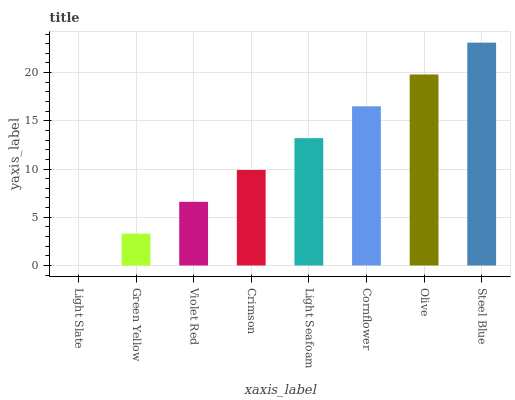 title
yaxis_label
20
15
10
5
0
Light Slate
Green Yellow
Violet Red
Crimson
Light Seafoam
Cornflower
Olive
Steel Blue
xaxis_label